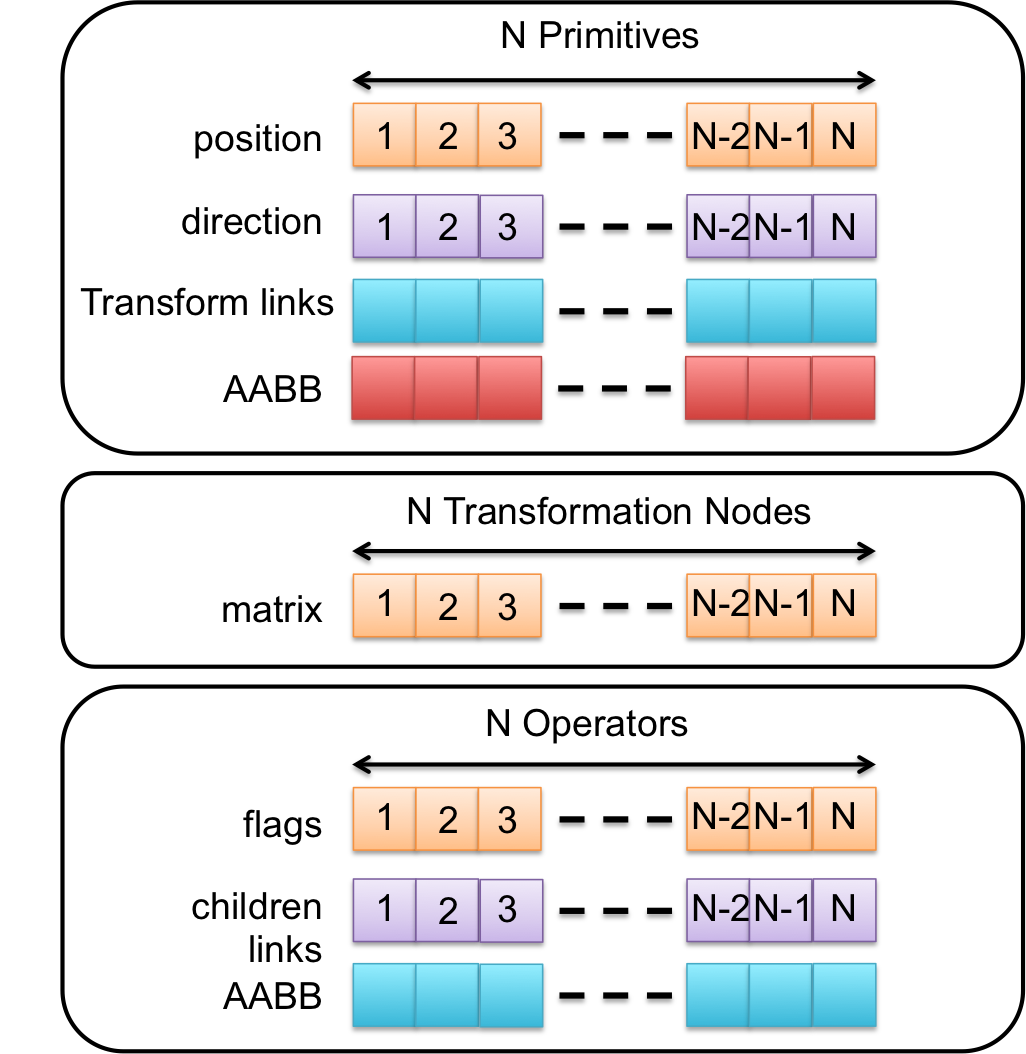 N Primitives
position 1 2 3 N-2 N-1 N
direction 1 2 3 N-2 N-1 N
Transform links
AABB
N Transformation Nodes
matrix 1 2 3 N-2 N-1 N
N Operators
flags 1 2 3 N-2 N-1 N
children 1 2 3 N-2 N-1 N
links
AABB